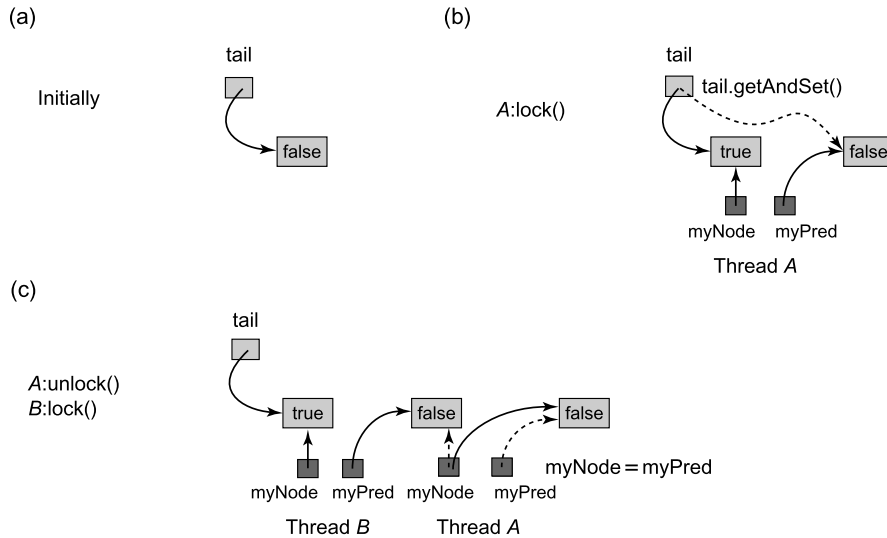 (a)
tail
Initially
false
(b)
tail
tail.getAndSet()
A:lock()
true
false
myNode
myPred
Thread A
(c)
tail
A:unlock()
B:lock()
true
false
false
myNode
myPred
myNode
myPred
myNode = myPred
Thread B
Thread A